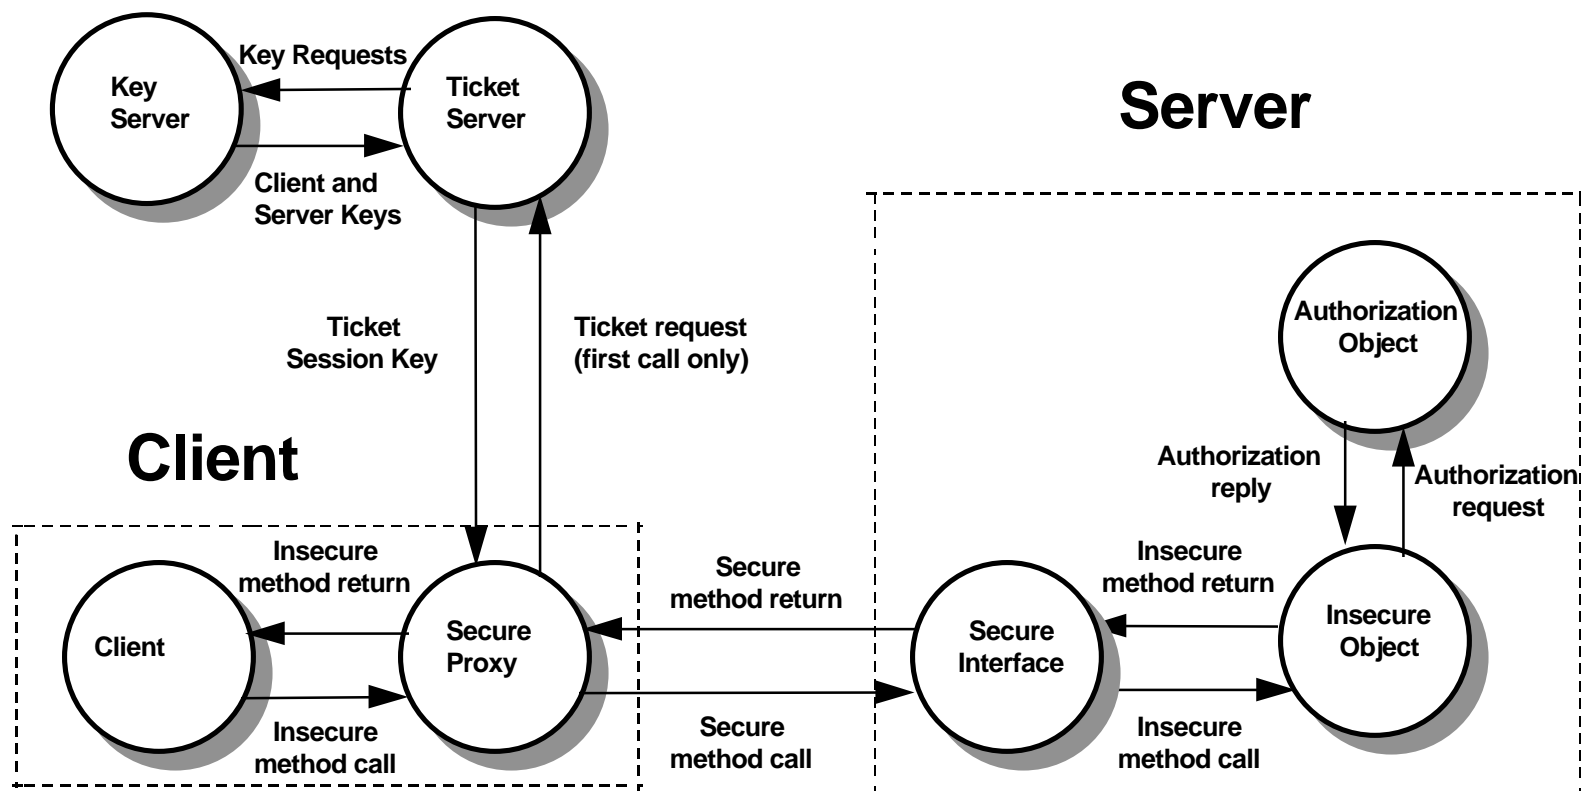 Key Requests
Key
Server
Ticket
Server
Server
Client and
Server Keys
Authorization
Object
Ticket
Session Key
Ticket request
(first call only)
Client
Authorization
reply
Authorization
request
Insecure
method return
Secure
method return
Insecure
method return
Client
Secure
Proxy
Secure
Interface
Insecure
Object
Insecure
method call
Secure
method call
Insecure
method call